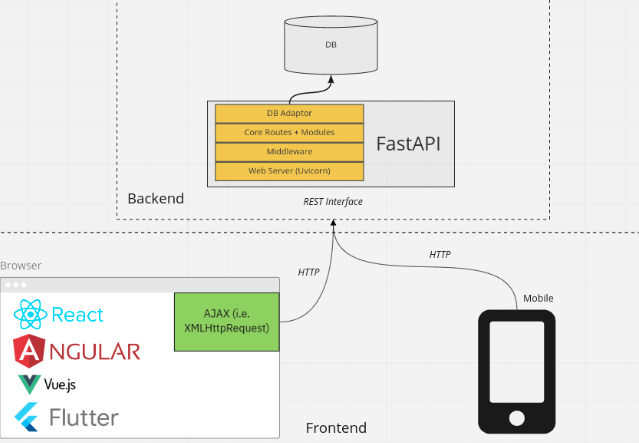 DB
DB Adaptor
Core Routes + Modules
Middleware
Web Server (Uvicorn)
FastAPI
Backend
REST Interface
HTTP
HTTP
Browser
React
ANGULAR
Vue.js
Flutter
AJAX (i.e.
XMLHttpRequest)
Mobile
Frontend